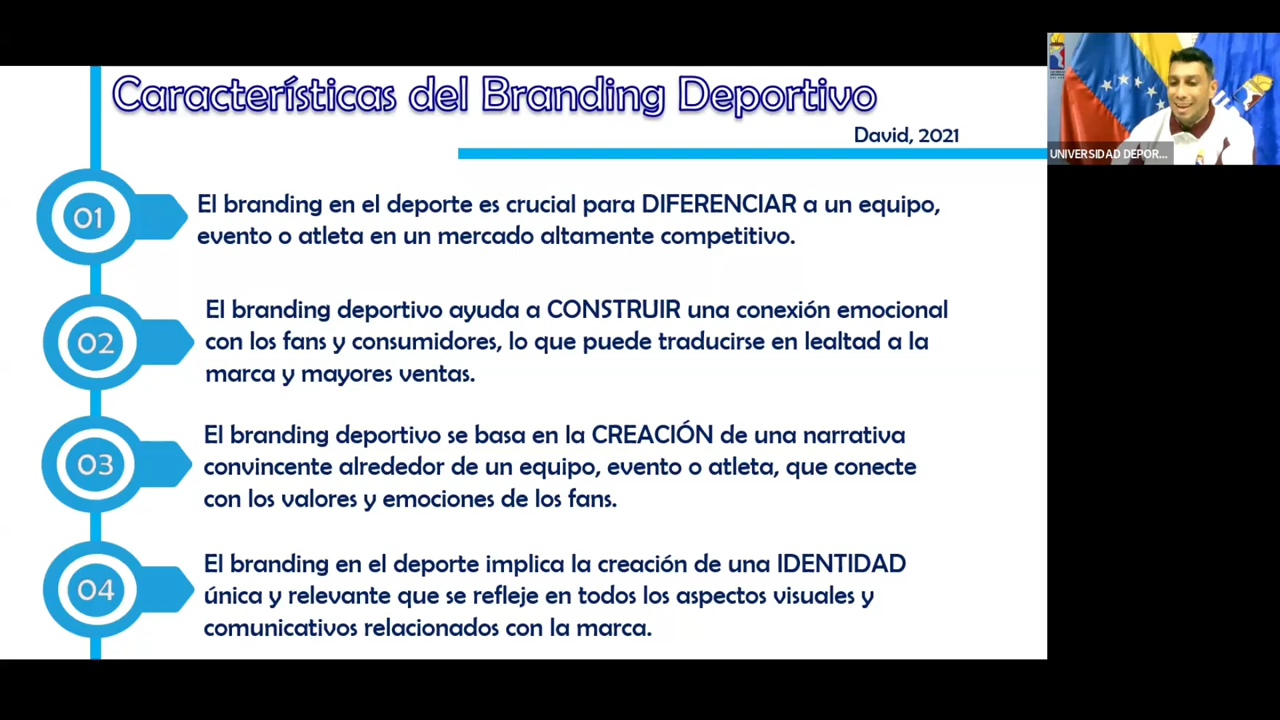 Características del Branding Deportivo
David, 2021
UNIVERSIDAD DEPOR...
01
El branding en el deporte es crucial para DIFERENCIAR a un equipo,
evento o atleta en un mercado altamente competitivo.
02
El branding deportivo ayuda a CONSTRUIR una conexión emocional
con los fans y consumidores, lo que puede traducirse en lealtad a la
marca y mayores ventas.
03
El branding deportivo se basa en la CREACIÓN de una narrativa
convincente alrededor de un equipo, evento o atleta, que conecte
con los valores y emociones de los fans.
04
El branding en el deporte implica la creación de una IDENTIDAD
única y relevante que se refleje en todos los aspectos visuales y
comunicativos relacionados con la marca.